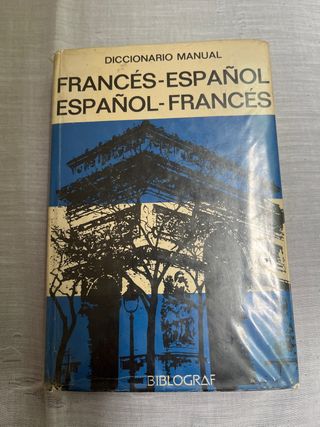 DICCIONARIO MANUAL
FRANCÉS-ESPAÑOL
ESPAÑOL-FRANCÉS
BIBLOGRAF